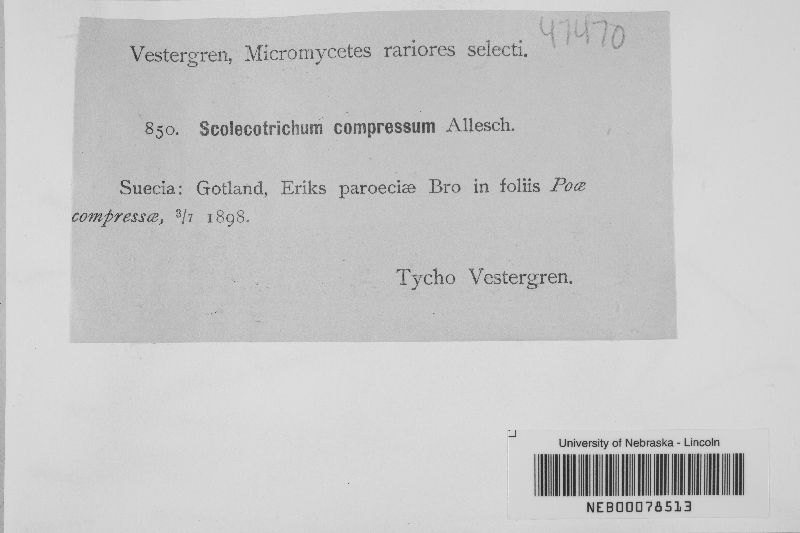 47470
Vestergren, Micromycetes rariores selecti.
850. Scolecotrichum compressum Allesch.
Suecia: Gotland, Eriks paroeciæ Bro in foliis Poæ
compressæ, 3/1 1898.
Tycho Vestergren.
University of Nebraska - Lincoln
NEB00078513